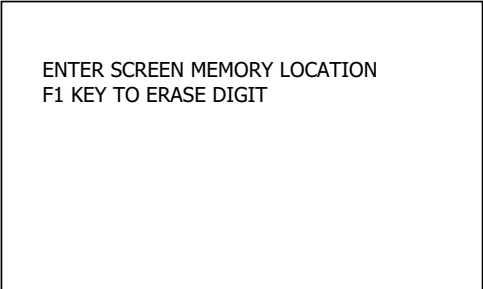 ENTER SCREEN MEMORY LOCATION
F1 KEY TO ERASE DIGIT